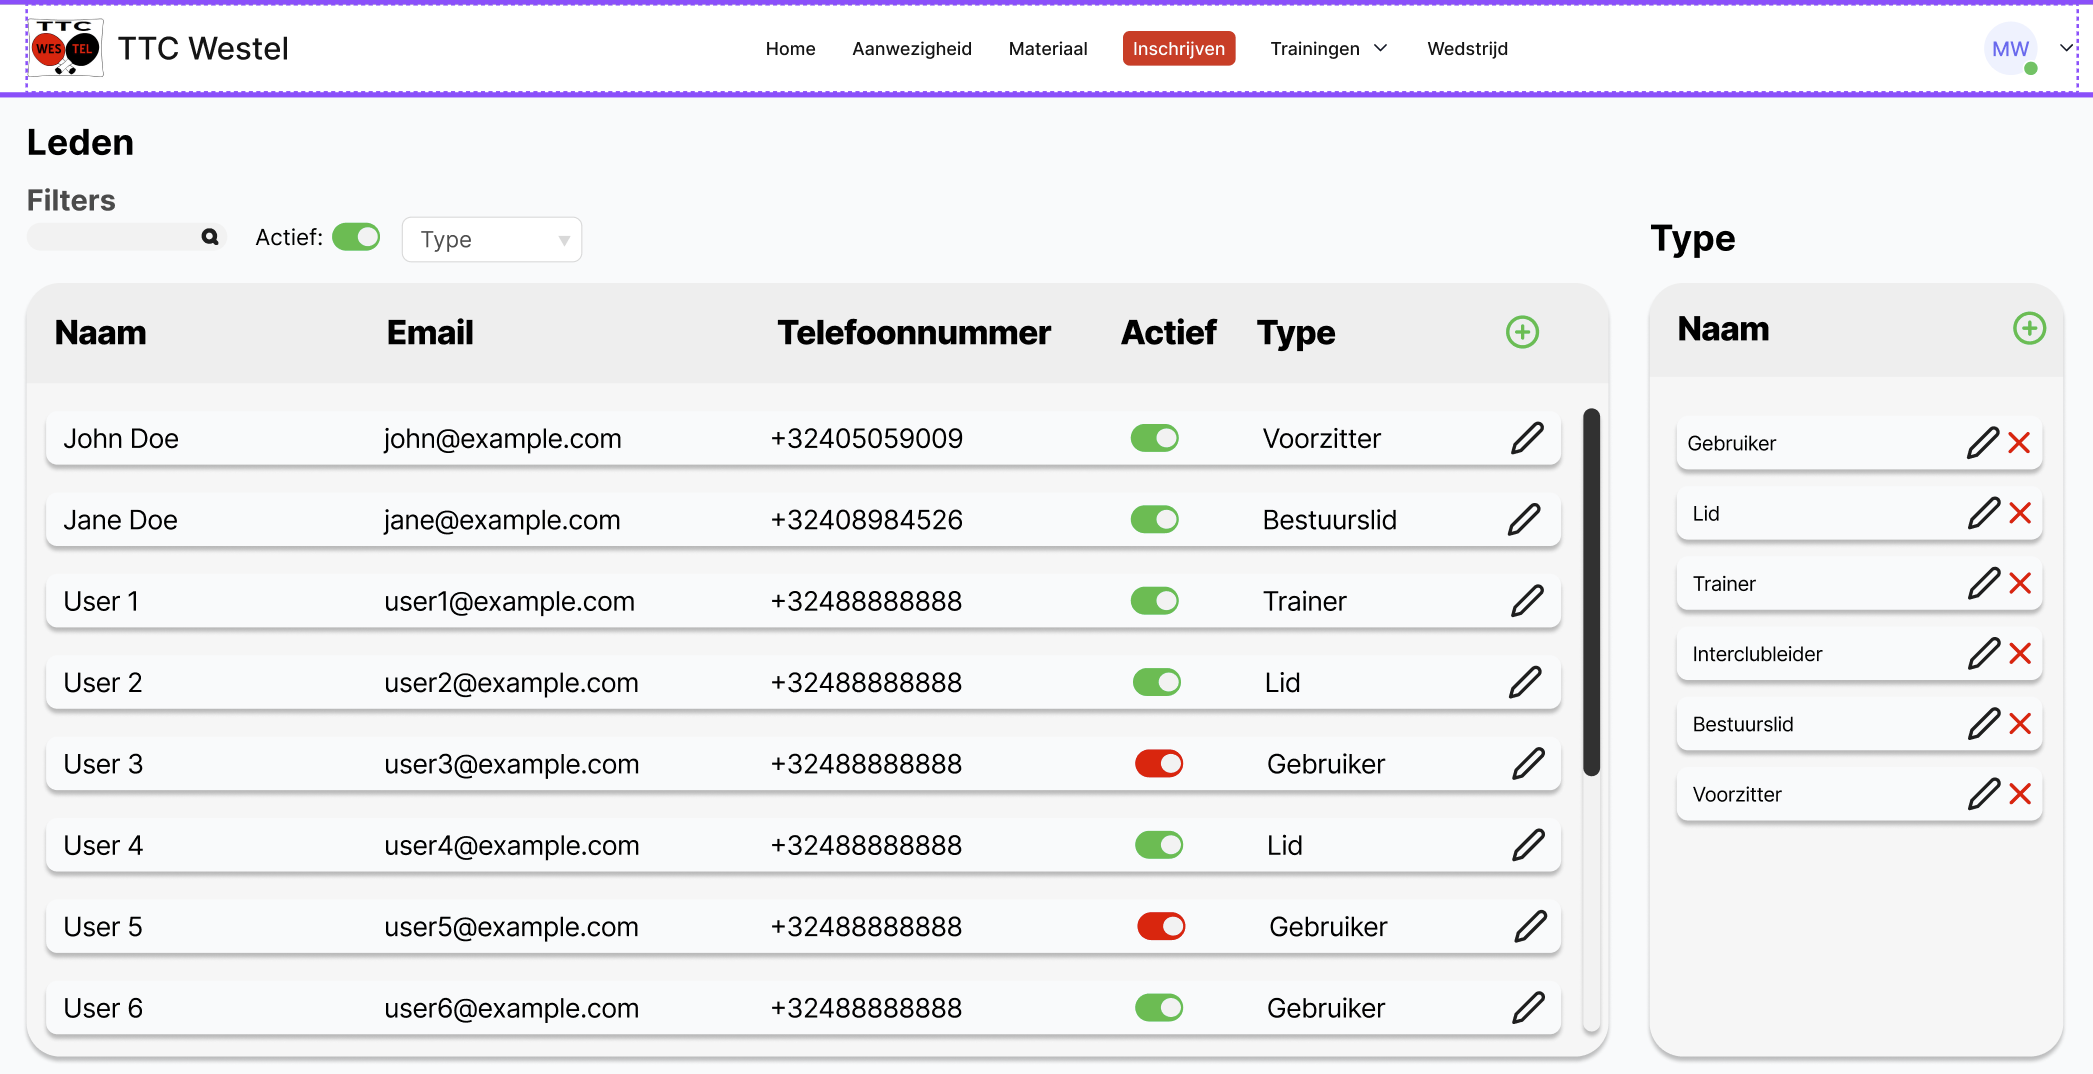 TTC
WES TEL
TTC Westel
Home Aanwezigheid Materiaal Inschrijven Trainingen Wedstrijd
MW
Leden
Filters
Actief: Type
Type
Naam Email Telefoonnummer Actief Type
John Doe john@example.com +32405059009 Voorzitter
Jane Doe jane@example.com +32408984526 Bestuurslid
User 1 user1@example.com +32488888888 Trainer
User 2 user2@example.com +32488888888 Lid
User 3 user3@example.com +32488888888 Gebruiker
User 4 user4@example.com +32488888888 Lid
User 5 user5@example.com +32488888888 Gebruiker
User 6 user6@example.com +32488888888 Gebruiker
Naam
Gebruiker
Lid
Trainer
Interclubleider
Bestuurslid
Voorzitter